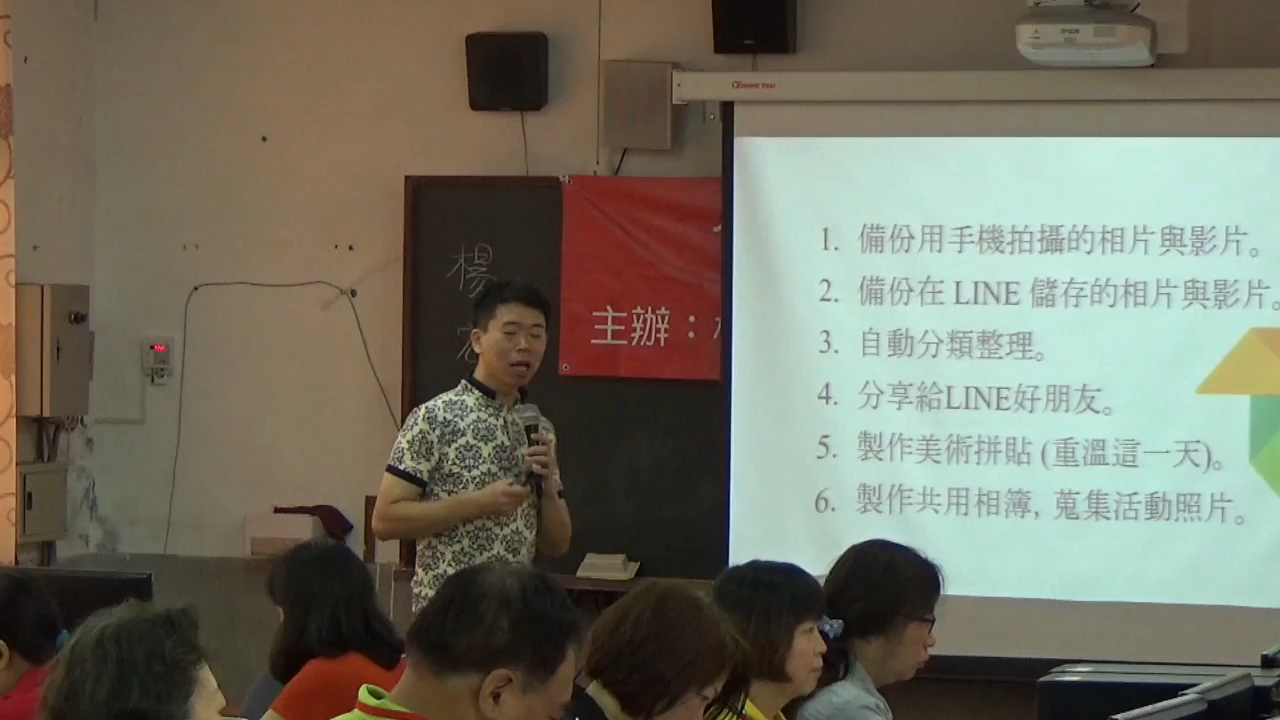 EPSON
楊
主辦：
1. 備份用手機拍攝的相片與影片。
2. 備份在 LINE 儲存的相片與影片。
3. 自動分類整理。
4. 分享給LINE好朋友。
5. 製作美術拼貼 (重溫這一天)。
6. 製作共用相簿, 蒐集活動照片。